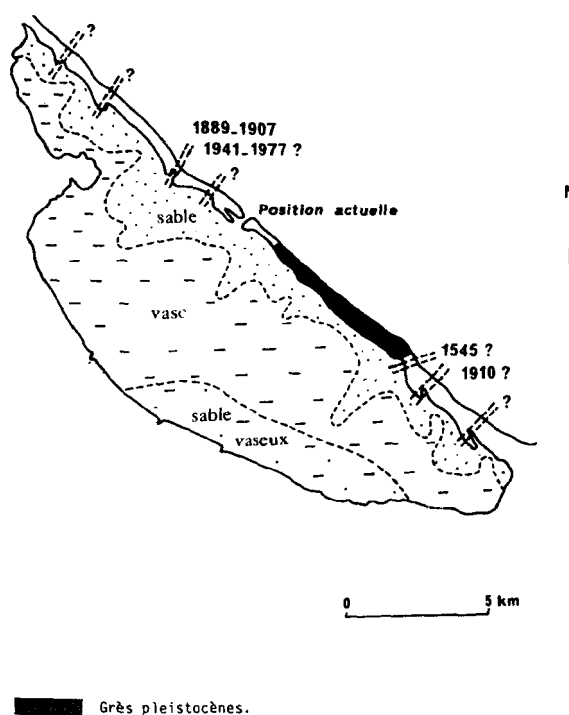 ?
?
1889_1907
1941_1977 ?
?
sable
Position actuelle
N
vase
1545 ?
1910 ?
?
sable
vaseux
0 5 km
Grès pleistocènes.